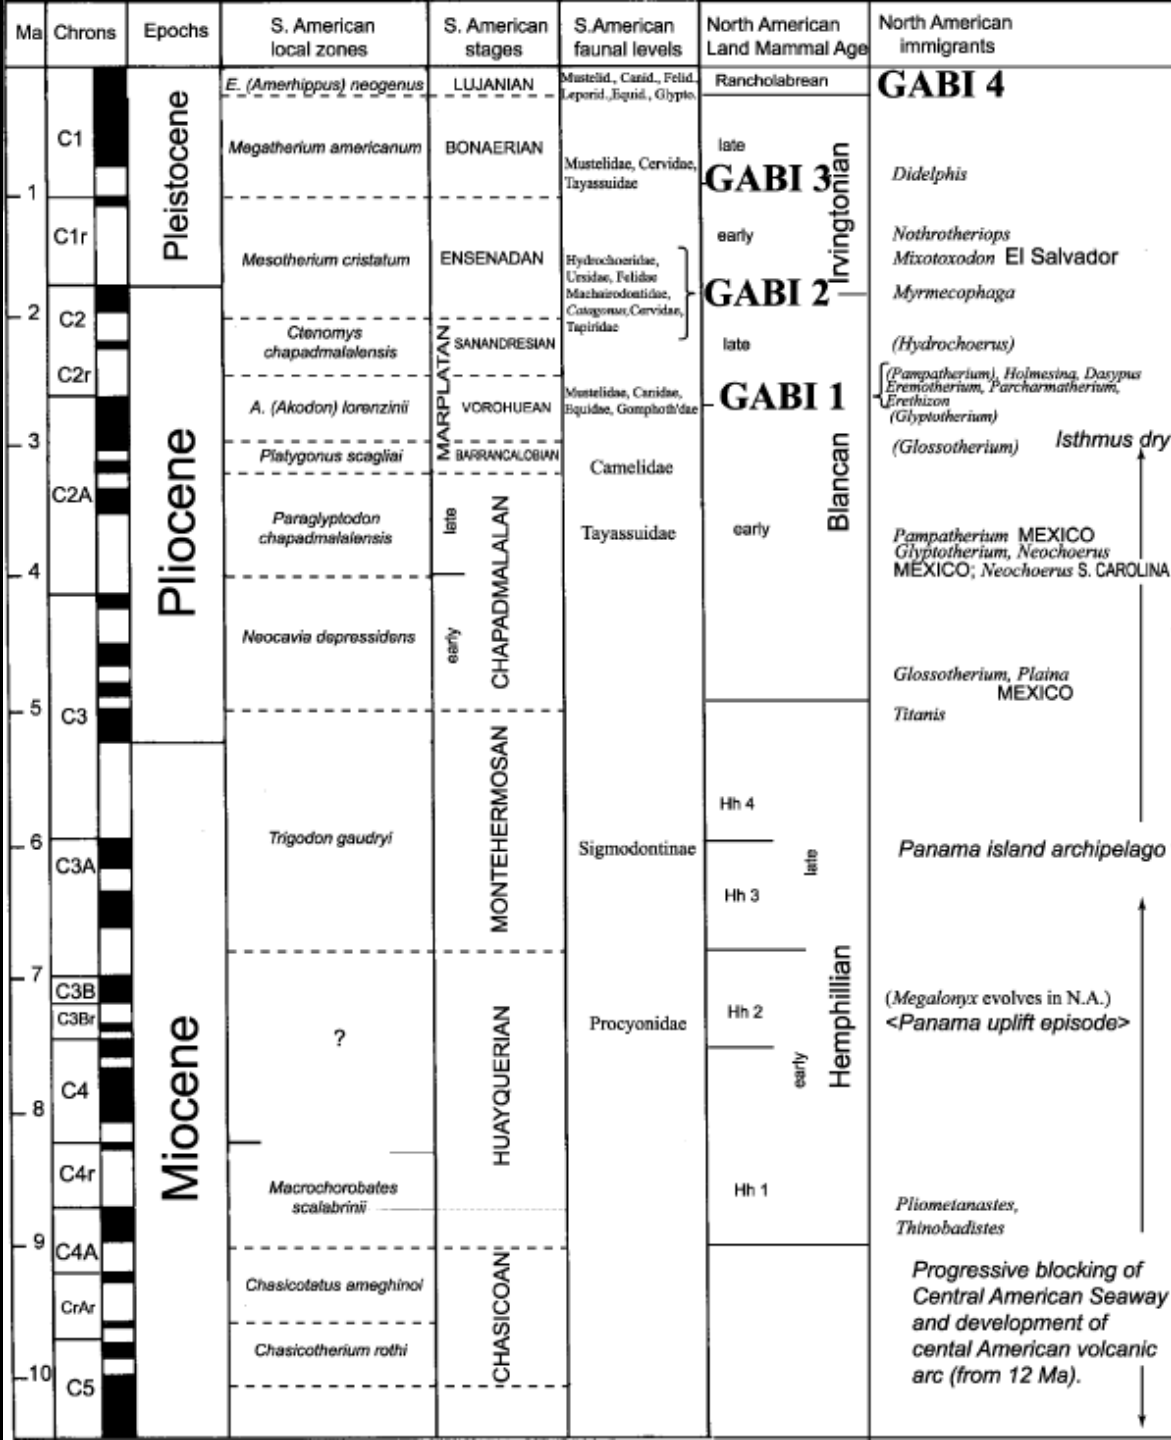 Ma
Chrons
Epochs
S. American
local zones
S. American
stages
S.American
faunal levels
North American
Land Mammal Age
North American
immigrants
1
2
3
4
5
6
7
8
9
10
C1
C1r
C2
C2r
C2A
C3
C3A
C3B
C3Br
C4
C4r
C4A
CrAr
C5
Pleistocene
Pliocene
Miocene
E. (Amerhippus) neogenus
Megatherium americanum
Mesotherium cristatum
Ctenomys
chapadmalalensis
A. (Akodon) lorenzinii
Platygonus scagliai
Paraglyptodon
chapadmalalensis
Neocavia depressidens
Trigodon gaudryi
?
Macrochorobates
scalabrinii
Chasicotatus ameghinoi
Chasicotherium rothi
LUJANIAN
BONAERIAN
ENSENADAN
MARPLATAN
SANANDRESIAN
VOROHUEAN
BARRANCALOBIAN
late
early
CHAPADMALALAN
MONTEHERMOSAN
HUAYQUERIAN
CHASICOAN
Mustelid., Canid., Felid.
Leporid.,Equid., Glypto.
Mustelidae, Cervidae,
Tayassuidae
Hydrochoeridae,
Ursidae, Felidae
Machairodontidae,
Catagonus,Cervidae,
Tapiridae
Mustelidae, Canidae,
Equidae, Gomphoth'dae
Camelidae
Tayassuidae
Sigmodontinae
Procyonidae
Rancholabrean
late
GABI 3
early
Irvingtonian
GABI 2
late
GABI 1
Blancan
early
Hh 4
Hh 3
late
Hh 2
early
Hemphillian
Hh 1
GABI 4
Didelphis
Nothrotheriops
Mixotoxodon El Salvador
Myrmecophaga
(Hydrochoerus)
(Pampatherium), Holmesina, Dasypus
Eremotherium, Parcharmatherium,
Erethizon
(Glyptotherium)
(Glossotherium)
Isthmus dry
Pampatherium MEXICO
Glyptotherium, Neochoerus
MEXICO; Neochoerus S. CAROLINA
Glossotherium, Plaina
MEXICO
Titanis
Panama island archipelago
(Megalonyx evolves in N.A.)
<Panama uplift episode>
Pliometanastes,
Thinobadistes
Progressive blocking of
Central American Seaway
and development of
cental American volcanic
arc (from 12 Ma).